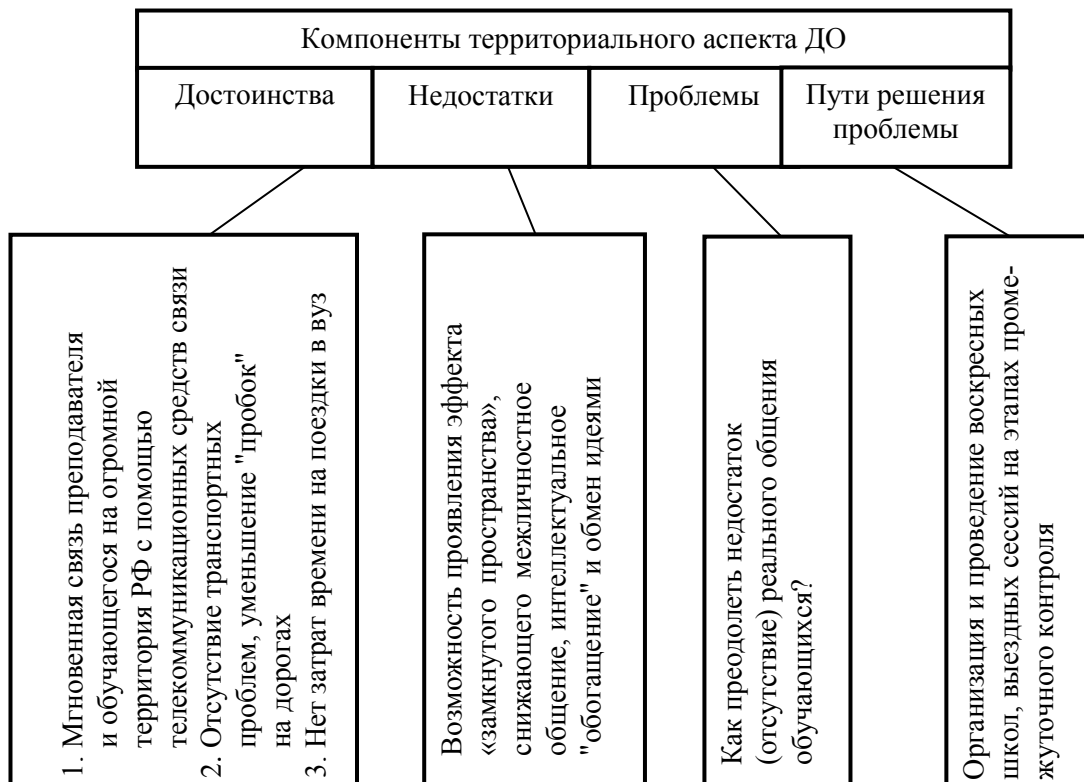 Компоненты территориального аспекта ДО
Достоинства
Недостатки
Проблемы
Пути решения
проблемы
1. Мгновенная связь преподавателя
и обучающегося на огромной
территория РФ с помощью
телекоммуникационных средств связи
2. Отсутствие транспортных
проблем, уменьшение "пробок"
на дорогах
3. Нет затрат времени на поездки в вуз
Возможность проявления эффекта
«замкнутого пространства»,
снижающего межличностное
общение, интеллектуальное
"обогащение" и обмен идеями
Как преодолеть недостаток
(отсутствие) реального общения
обучающихся?
Организация и проведение воскресных
школ, выездных сессий на этапах проме-
жуточного контроля